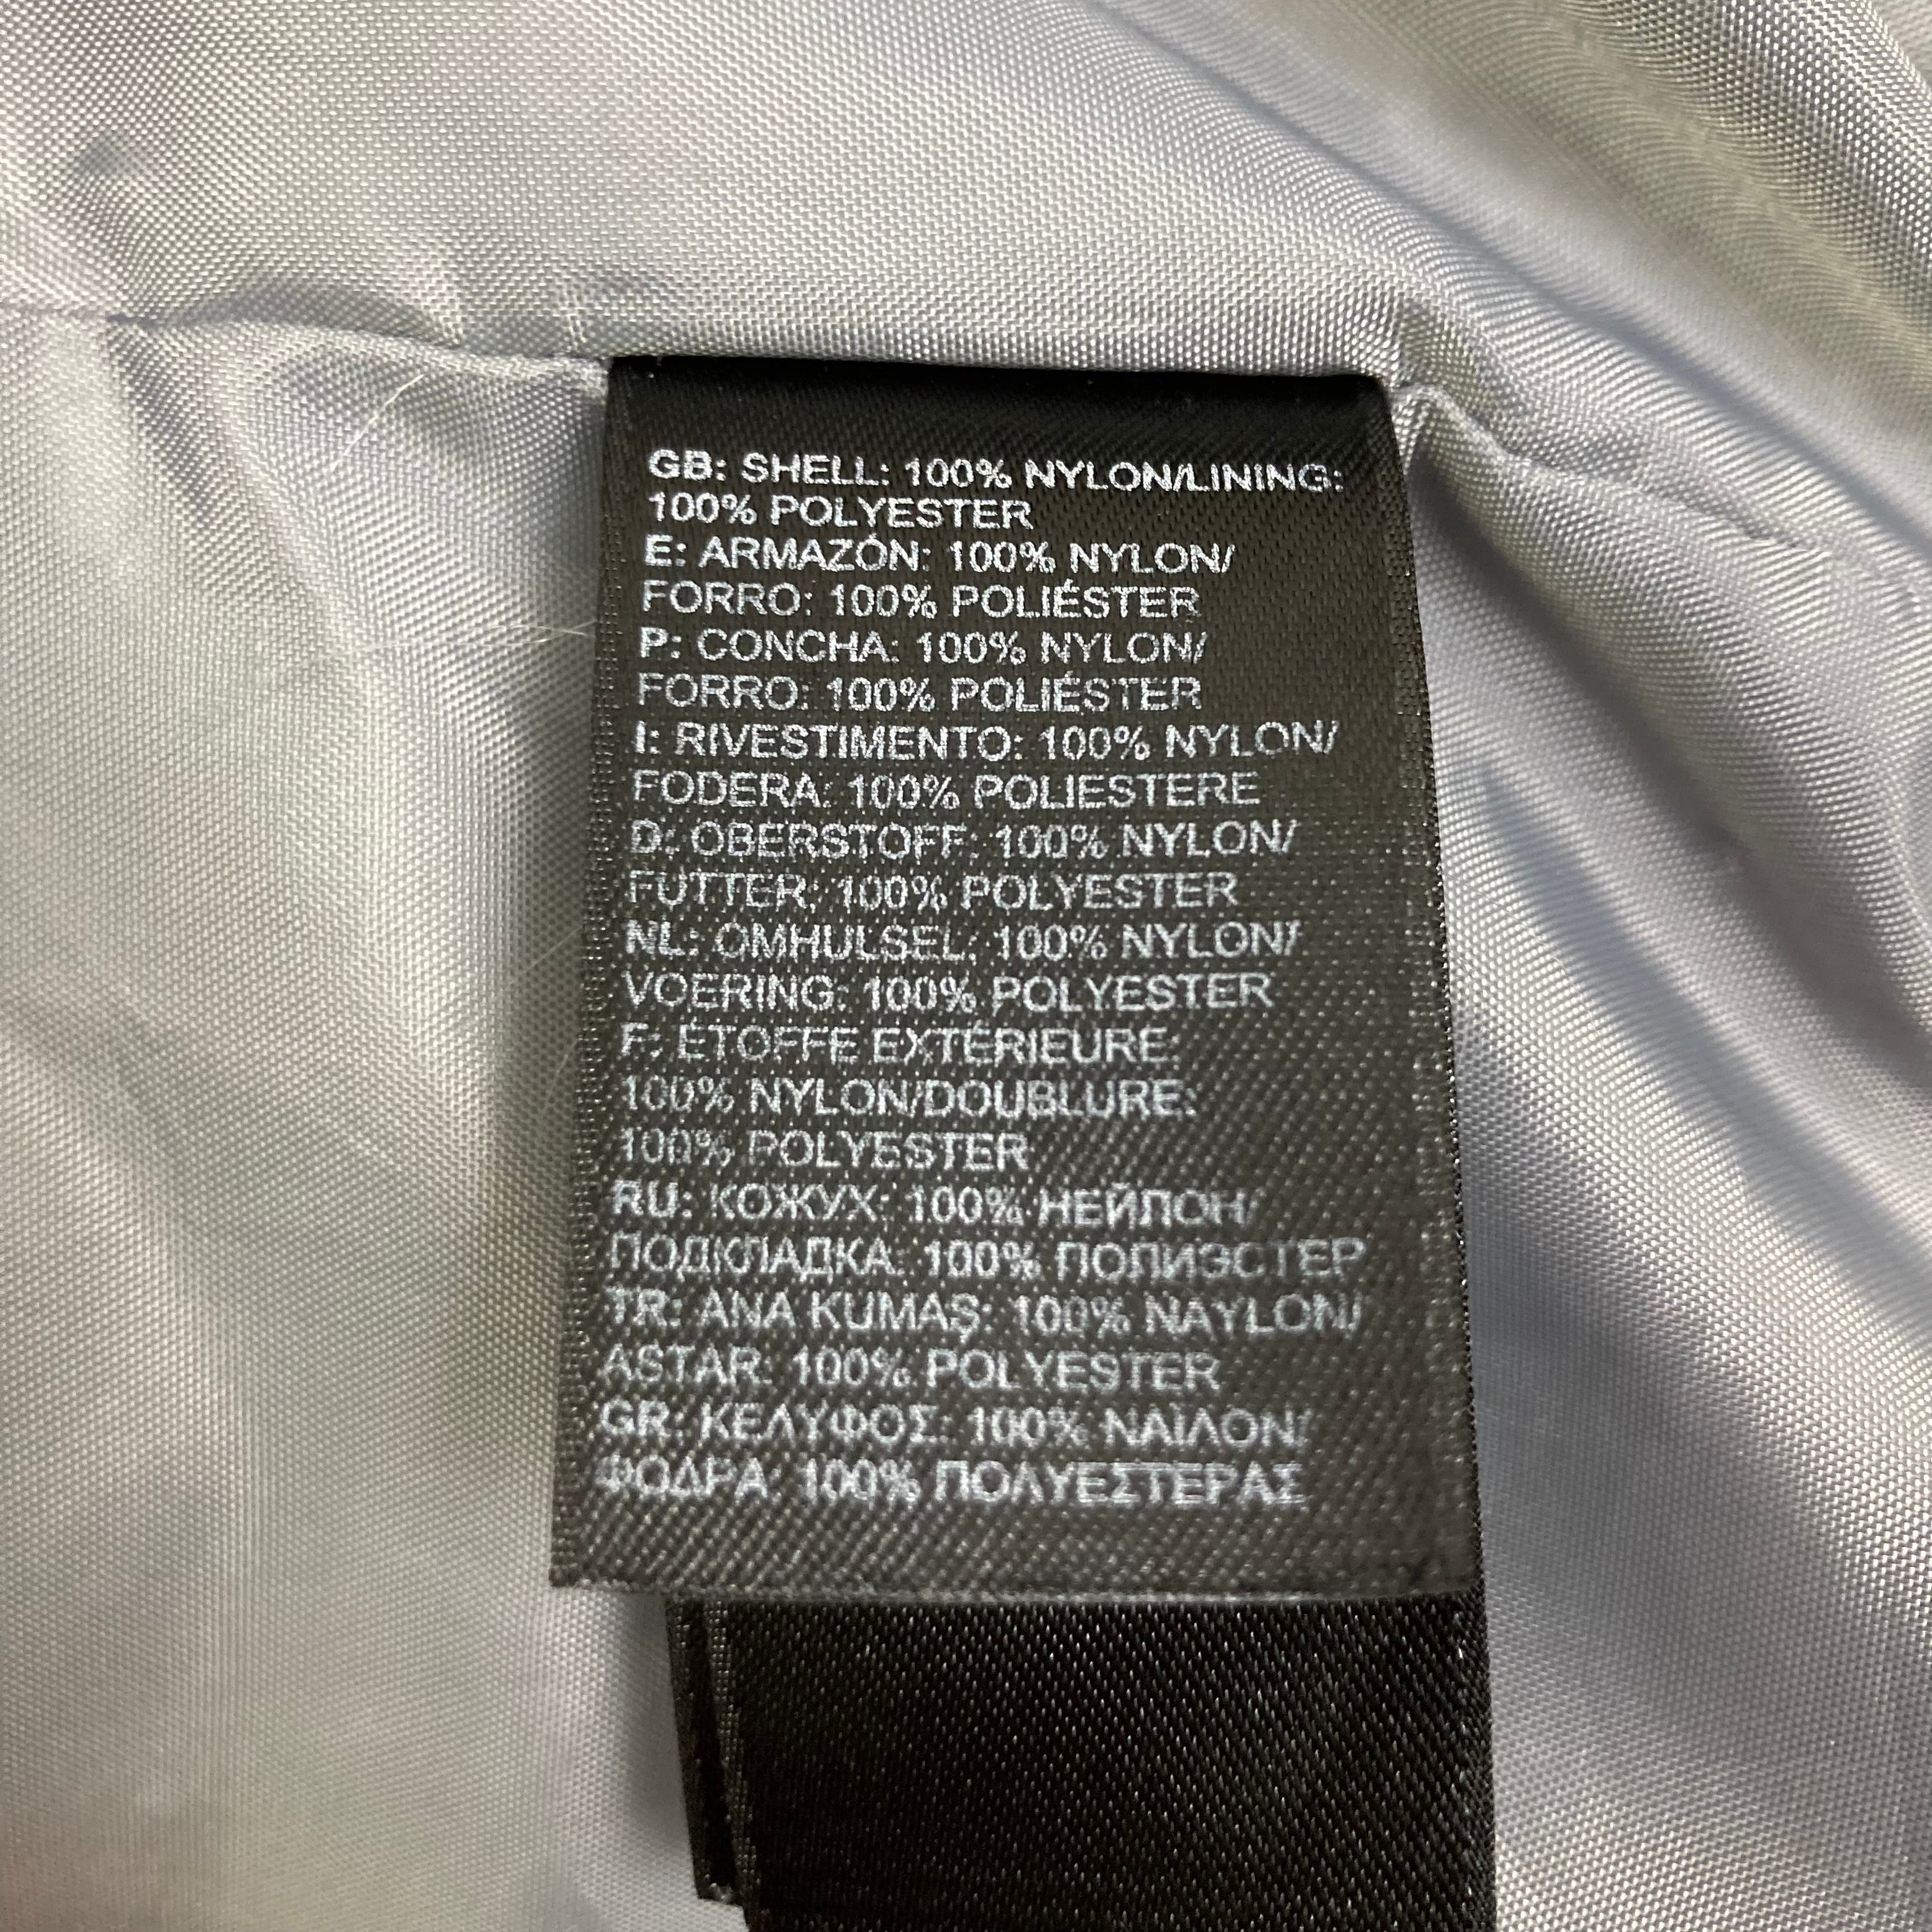 GB: SHELL: 100% NYLON/LINING:
100% POLYESTER
E: ARMAZÓN: 100% NYLON/
FORRO: 100% POLIÉSTER
P: CONCHA: 100% NYLON/
FORRO: 100% POLIÉSTER
I: RIVESTIMENTO: 100% NYLON/
FODERA: 100% POLIESTERE
D: OBERSTOFF: 100% NYLON/
FUTTER: 100% POLYESTER
NL: OMHULSEL: 100% NYLON/
VOERING: 100% POLYESTER
F: ÉTOFFE EXTÉRIEURE:
100% NYLON/DOUBLURE:
100% POLYESTER
RU: КОЖУХ: 100% НЕЙЛОН/
ПОДКЛАДКА: 100% ПОЛИЭСТЕР
TR: ANA KUMAŞ: 100% NAYLON/
ASTAR: 100% POLYESTER
GR: ΚΕΛΥΦΟΣ: 100% ΝΑΪΛΟΝ/
ΦΟΔΡΑ: 100% ΠΟΛΥΕΣΤΕΡΑΣ